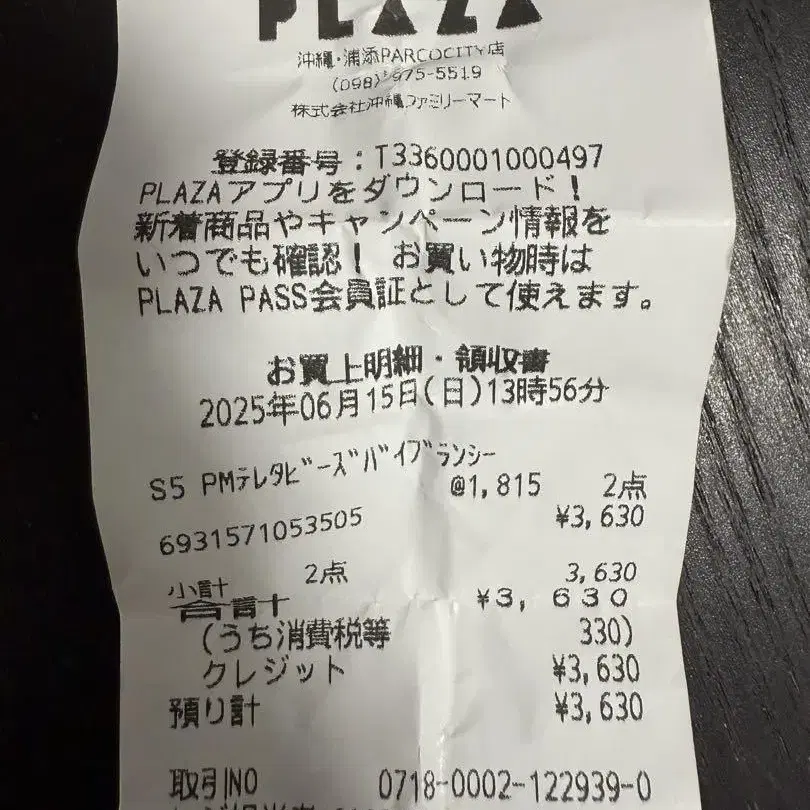 PLAZA
沖縄・浦添PARCOCITY店
(098)975-5519
株式会社沖縄ファミリーマート
登録番号：T3360001000497
PLAZAアプリをダウンロード！
新着商品やキャンペーン情報を
いつでも確認！ お買い物時は
PLAZA PASS会員証として使えます。
お買上明細・領収書
2025年06月15日(日)13時56分
S5 PMテレタビーズバイブランシー
@1,815 2点
6931571053505 ¥3,630
小計 2点 3,630
合計 ¥3,630
(うち消費税等 330)
クレジット ¥3,630
預り計 ¥3,630
取引NO 0718-0002-122939-0